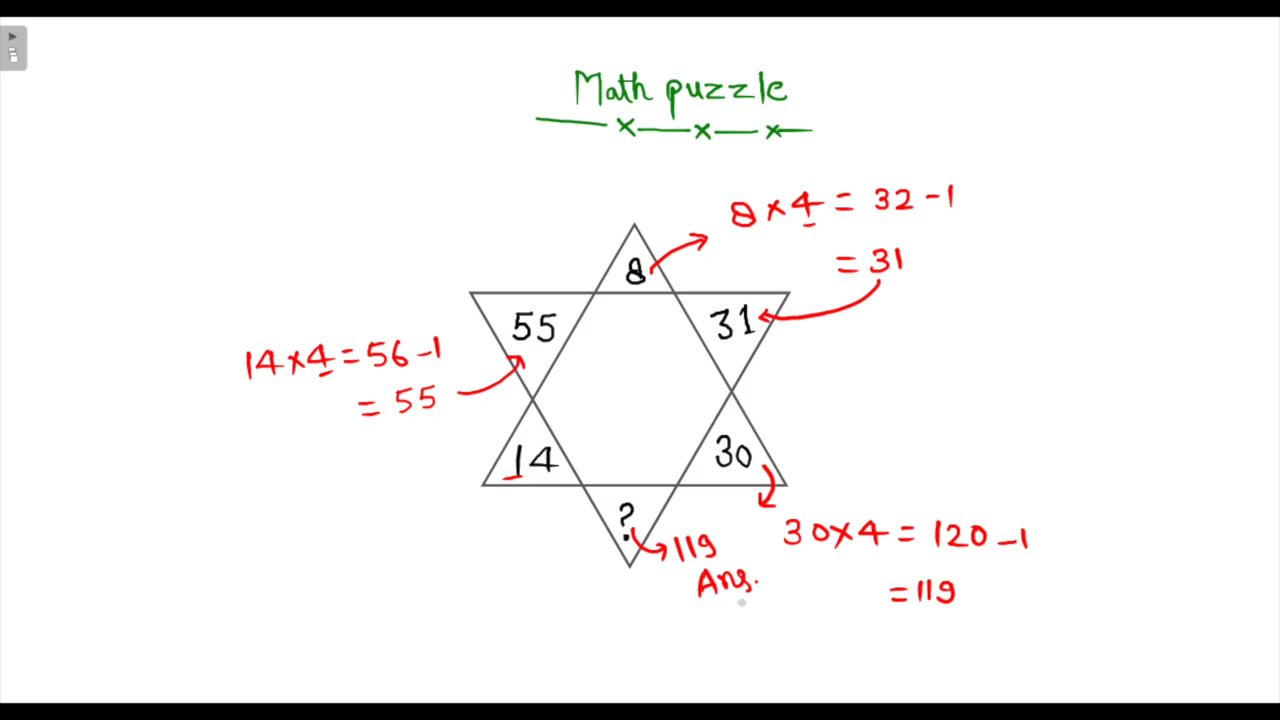 Math puzzle
8 × 4 = 32 - 1
= 31
8
55
31
14 × 4 = 56 - 1
= 55
14
30
?
119
Ans.
30 × 4 = 120 - 1
= 119